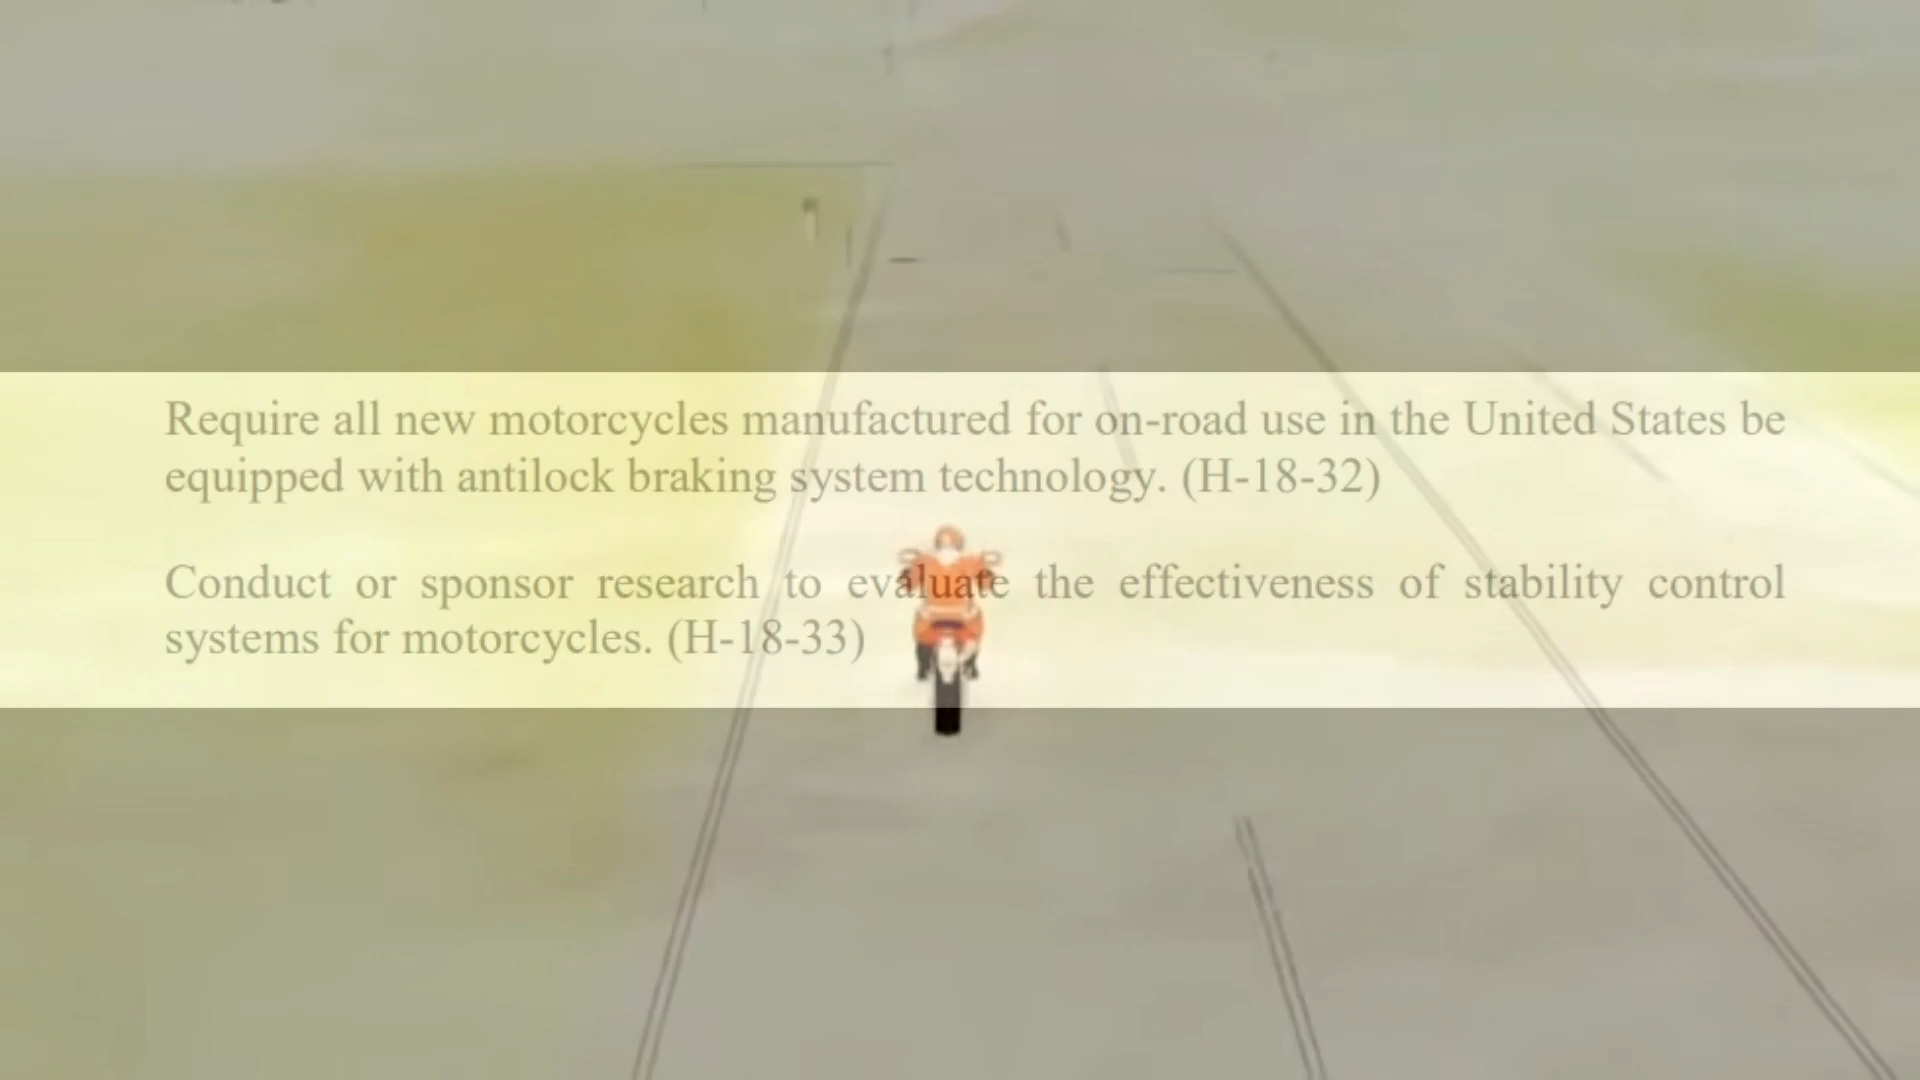 Require all new motorcycles manufactured for on-road use in the United States be
equipped with antilock braking system technology. (H-18-32)
Conduct or sponsor research to evaluate the effectiveness of stability control
systems for motorcycles. (H-18-33)